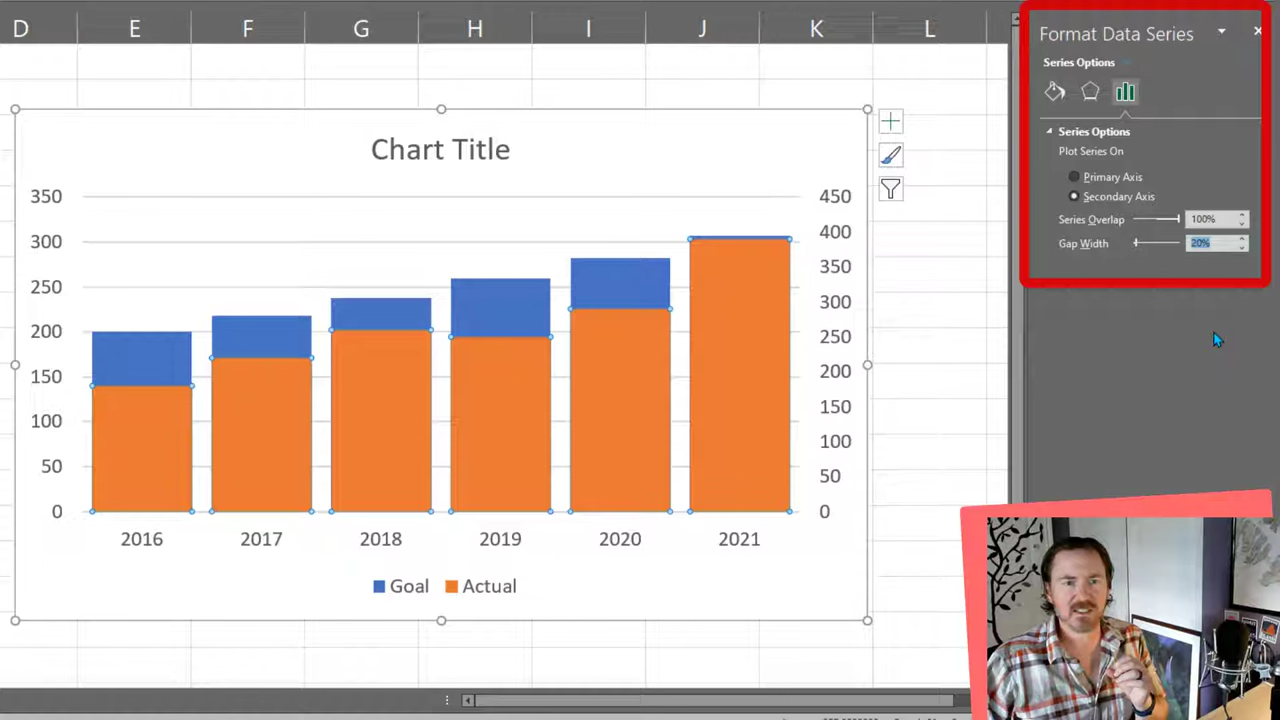 D E F G H I J K L
Format Data Series
Series Options
Series Options
Plot Series On
Primary Axis
Secondary Axis
Series Overlap 100%
Gap Width 20%
Chart Title
350 450
300 400
250 350
200 300
150 250
100 200
50 150
0 100
50
0
2016 2017 2018 2019 2020 2021
Goal Actual